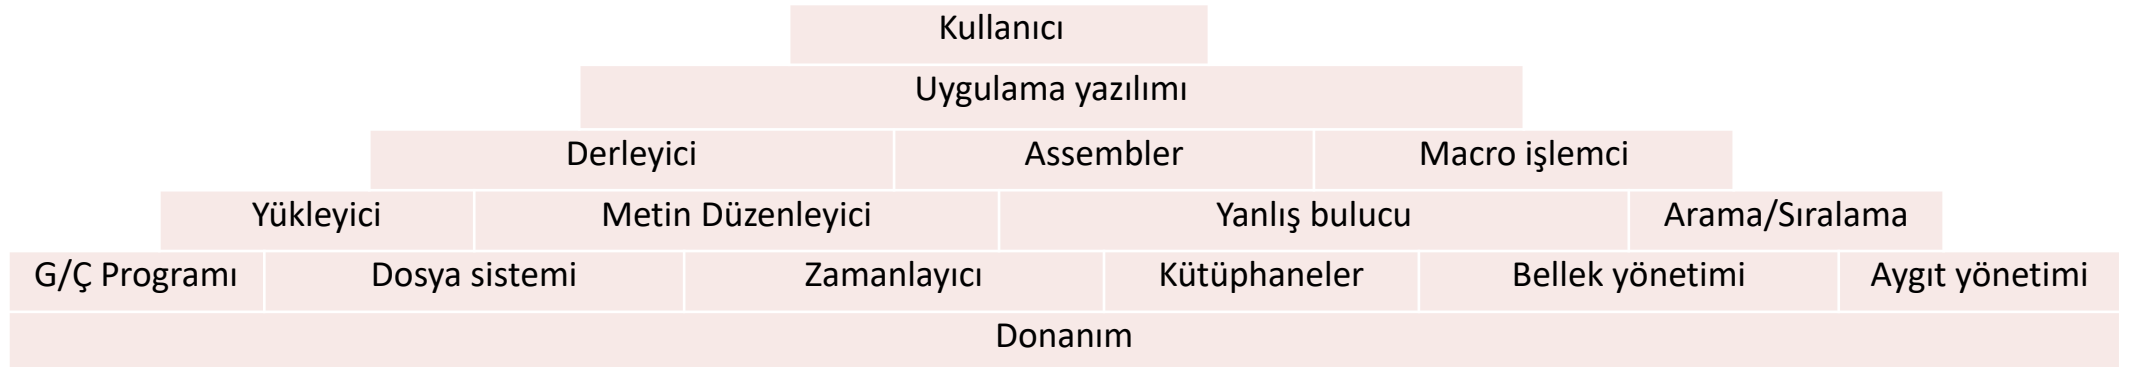 Kullanıcı
Uygulama yazılımı
Derleyici Assembler Macro işlemci
Yükleyici Metin Düzenleyici Yanlış bulucu Arama/Sıralama
G/Ç Programı Dosya sistemi Zamanlayıcı Kütüphaneler Bellek yönetimi Aygıt yönetimi
Donanım